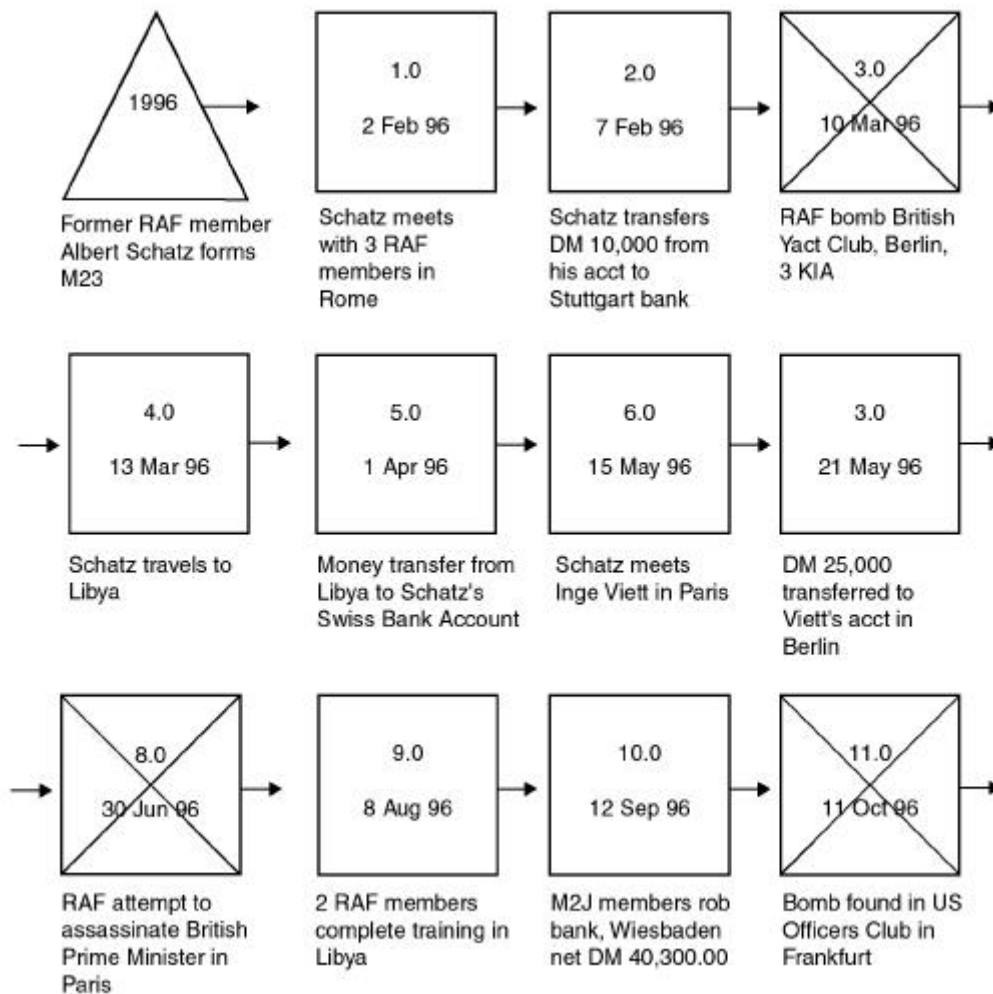 1996
Former RAF member
Albert Schatz forms
M23
1.0
2 Feb 96
Schatz meets
with 3 RAF
members in
Rome
2.0
7 Feb 96
Schatz transfers
DM 10,000 from
his acct to
Stuttgart bank
3.0
10 Mar 96
RAF bomb British
Yact Club, Berlin,
3 KIA
4.0
13 Mar 96
Schatz travels to
Libya
5.0
1 Apr 96
Money transfer from
Libya to Schatz's
Swiss Bank Account
6.0
15 May 96
Schatz meets
Inge Viett in Paris
3.0
21 May 96
DM 25,000
transferred to
Viett's acct in
Berlin
8.0
30 Jun 96
RAF attempt to
assassinate British
Prime Minister in
Paris
9.0
8 Aug 96
2 RAF members
complete training in
Libya
10.0
12 Sep 96
M2J members rob
bank, Wiesbaden
net DM 40,300.00
11.0
11 Oct 96
Bomb found in US
Officers Club in
Frankfurt